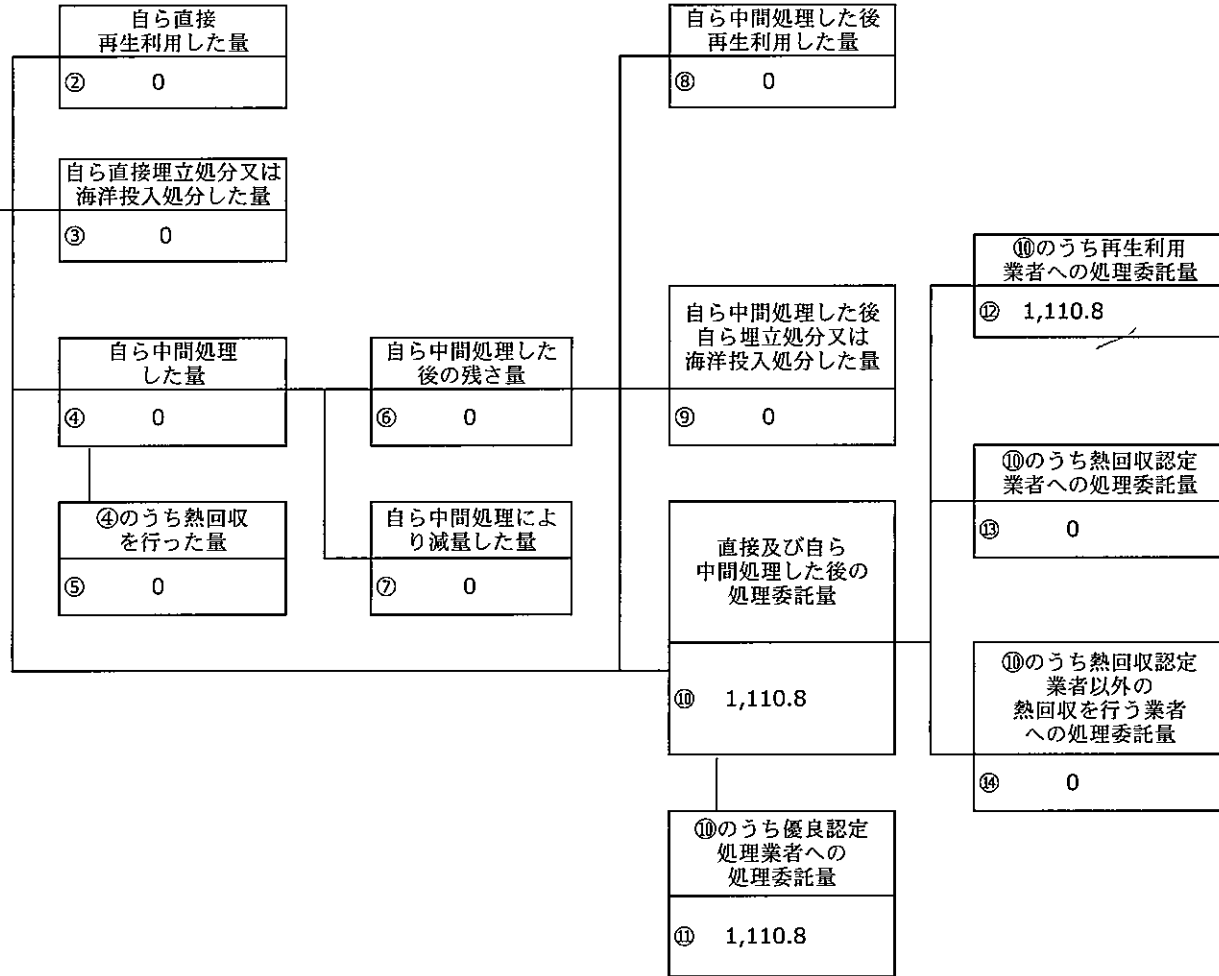 自ら直接
再生利用した量
② 0
自ら直接埋立処分又は
海洋投入処分した量
③ 0
自ら中間処理
した量
④ 0
④のうち熱回収
を行った量
⑤ 0
自ら中間処理した
後の残さ量
⑥ 0
自ら中間処理によ
り減量した量
⑦ 0
自ら中間処理した後
再生利用した量
⑧ 0
自ら中間処理した後
自ら埋立処分又は
海洋投入処分した量
⑨ 0
直接及び自ら
中間処理した後の
処理委託量
⑩ 1,110.8
⑩のうち優良認定
処理業者への
処理委託量
⑪ 1,110.8
⑩のうち再生利用
業者への処理委託量
⑫ 1,110.8
⑩のうち熱回収認定
業者への処理委託量
⑬ 0
⑩のうち熱回収認定
業者以外の
熱回収を行う業者
への処理委託量
⑭ 0